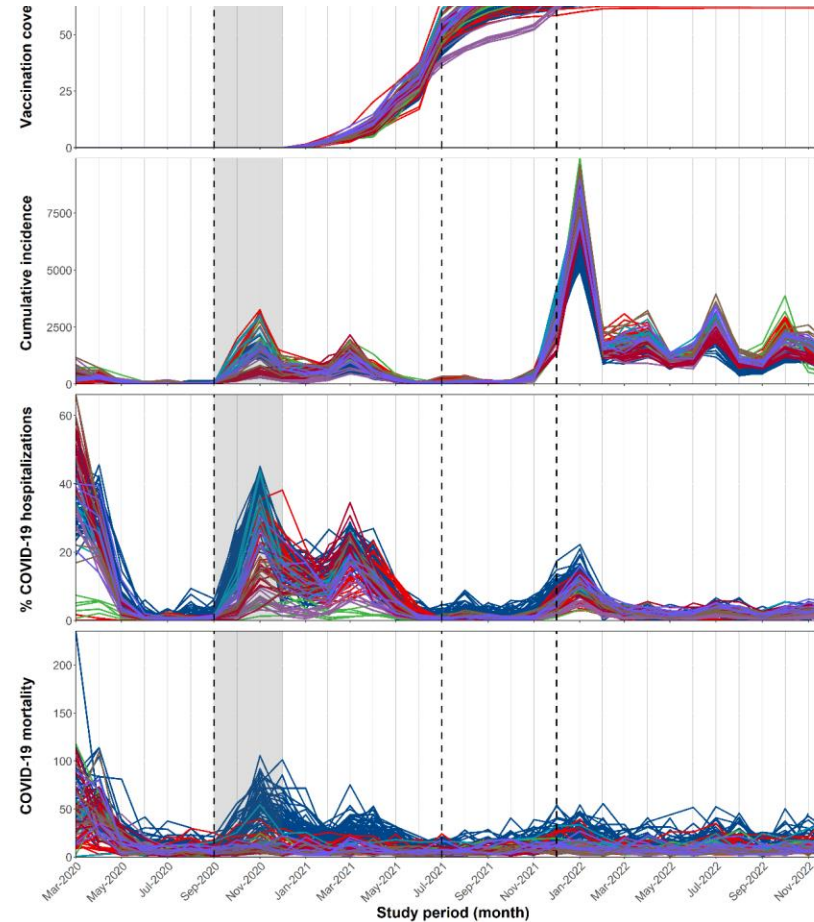 Vaccination cove
50
25
0
Cumulative incidence
7500
5000
2500
0
% COVID-19 hospitalizations
60
40
20
0
COVID-19 mortality
200
150
100
50
0
Mar-2020
May-2020
Jul-2020
Sep-2020
Nov-2020
Jan-2021
Mar-2021
May-2021
Jul-2021
Sep-2021
Nov-2021
Jan-2022
Mar-2022
May-2022
Jul-2022
Sep-2022
Nov-2022
Study period (month)